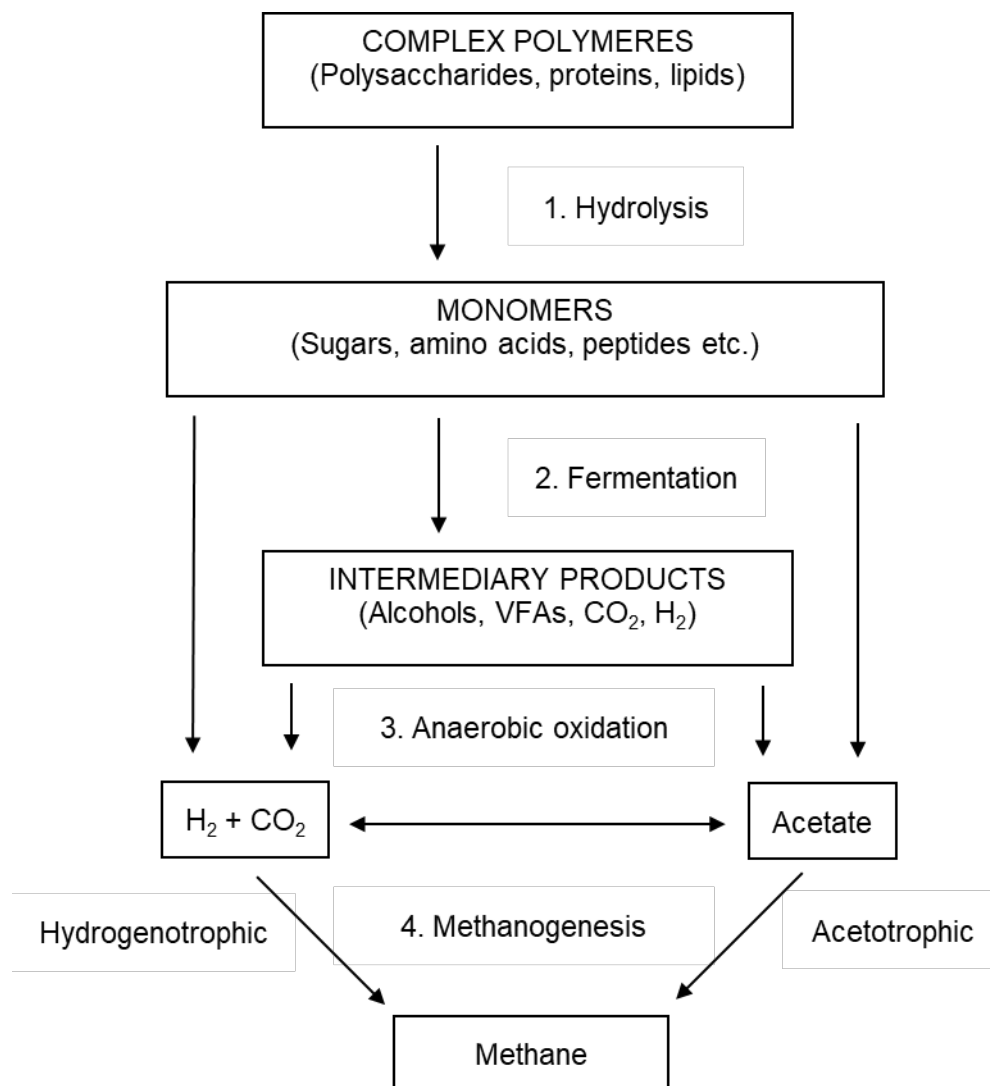 COMPLEX POLYMERES
(Polysaccharides, proteins, lipids)
1. Hydrolysis
MONOMERS
(Sugars, amino acids, peptides etc.)
2. Fermentation
INTERMEDIARY PRODUCTS
(Alcohols, VFAs, CO₂, H₂)
3. Anaerobic oxidation
H₂ + CO₂
Acetate
Hydrogenotrophic
4. Methanogenesis
Acetotrophic
Methane